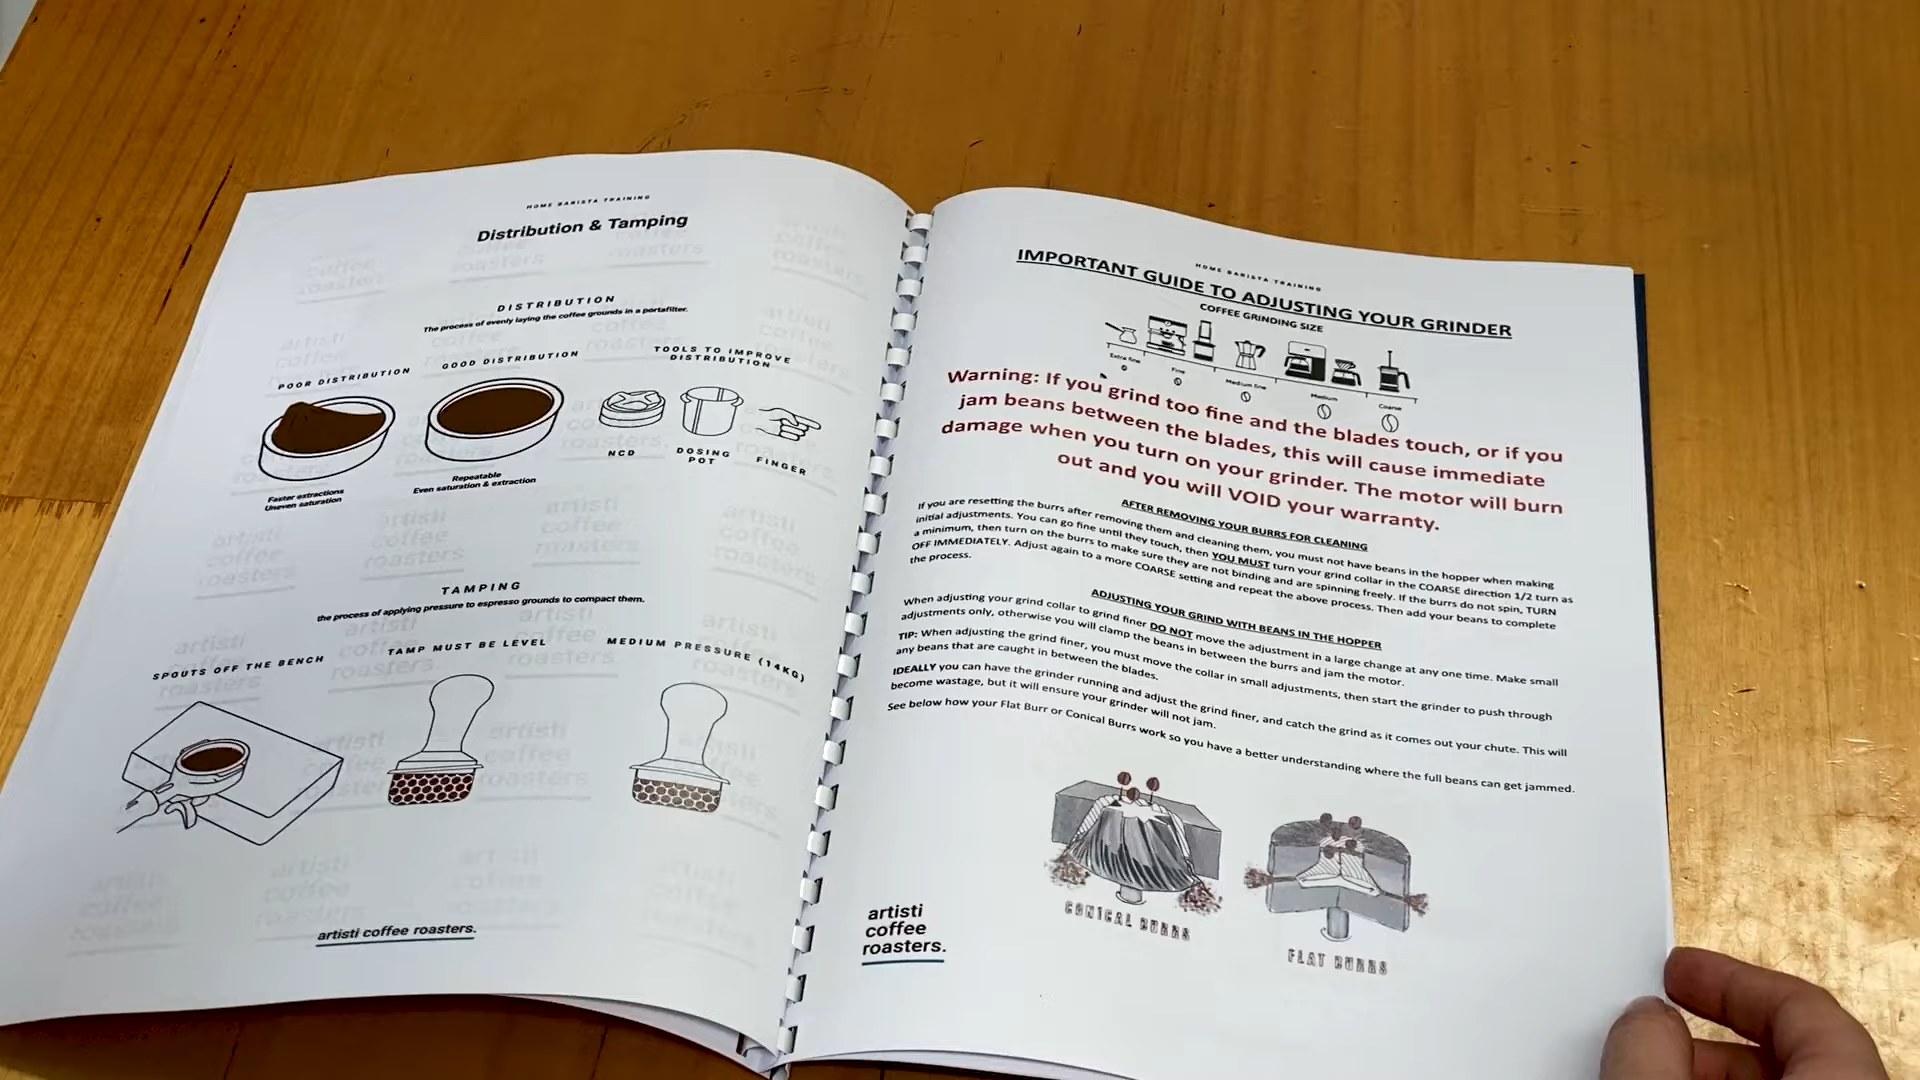 HOME BARISTA TRAINING
Distribution & Tamping
DISTRIBUTION
The process of evenly laying the coffee grounds in a portafilter.
POOR DISTRIBUTION
GOOD DISTRIBUTION
TOOLS TO IMPROVE
DISTRIBUTION
NCD
DOSING
POT
FINGER
Faster extractions
Uneven saturation
Repeatable
Even saturation & extraction
TAMPING
the process of applying pressure to espresso grounds to compact them.
SPOUTS OFF THE BENCH
TAMP MUST BE LEVEL
MEDIUM PRESSURE (14KG)
artisti coffee roasters.
HOME BARISTA TRAINING
IMPORTANT GUIDE TO ADJUSTING YOUR GRINDER
COFFEE GRINDING SIZE
Extra fine
Fine
Medium fine
Medium
Coarse
Warning: If you grind too fine and the blades touch, or if you
jam beans between the blades, this will cause immediate
damage when you turn on your grinder. The motor will burn
out and you will VOID your warranty.
AFTER REMOVING YOUR BURRS FOR CLEANING
If you are resetting the burrs after removing them and cleaning them, you must not have beans in the hopper when making
initial adjustments. You can go fine until they touch, then YOU MUST turn your grind collar in the COARSE direction 1/2 turn as
a minimum, then turn on the burrs to make sure they are not binding and are spinning freely. If the burrs do not spin, TURN
OFF IMMEDIATELY. Adjust again to a more COARSE setting and repeat the above process. Then add your beans to complete
the process.
ADJUSTING YOUR GRIND WITH BEANS IN THE HOPPER
When adjusting your grind collar to grind finer DO NOT move the adjustment in a large change at any one time. Make small
adjustments only, otherwise you will clamp the beans in between the burrs and jam the motor.
TIP: When adjusting the grind finer, you must move the collar in small adjustments, then start the grinder to push through
any beans that are caught in between the blades.
IDEALLY you can have the grinder running and adjust the grind finer, and catch the grind as it comes out your chute. This will
become wastage, but it will ensure your grinder will not jam.
See below how your Flat Burr or Conical Burrs work so you have a better understanding where the full beans can get jammed.
CONICAL BURRS
FLAT BURRS
artisti
coffee
roasters.